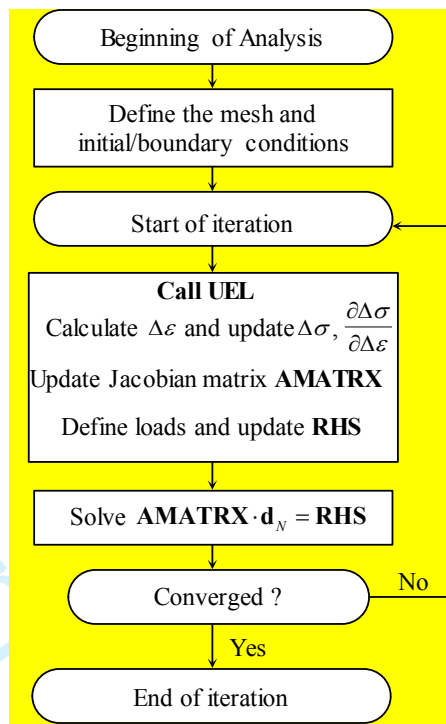 Beginning of Analysis
Define the mesh and
initial/boundary conditions
Start of iteration
Call UEL
Calculate Δε and update Δσ, ∂Δσ/∂Δε
Update Jacobian matrix AMATRX
Define loads and update RHS
Solve AMATRX · d_N = RHS
Converged ?
No
Yes
End of iteration